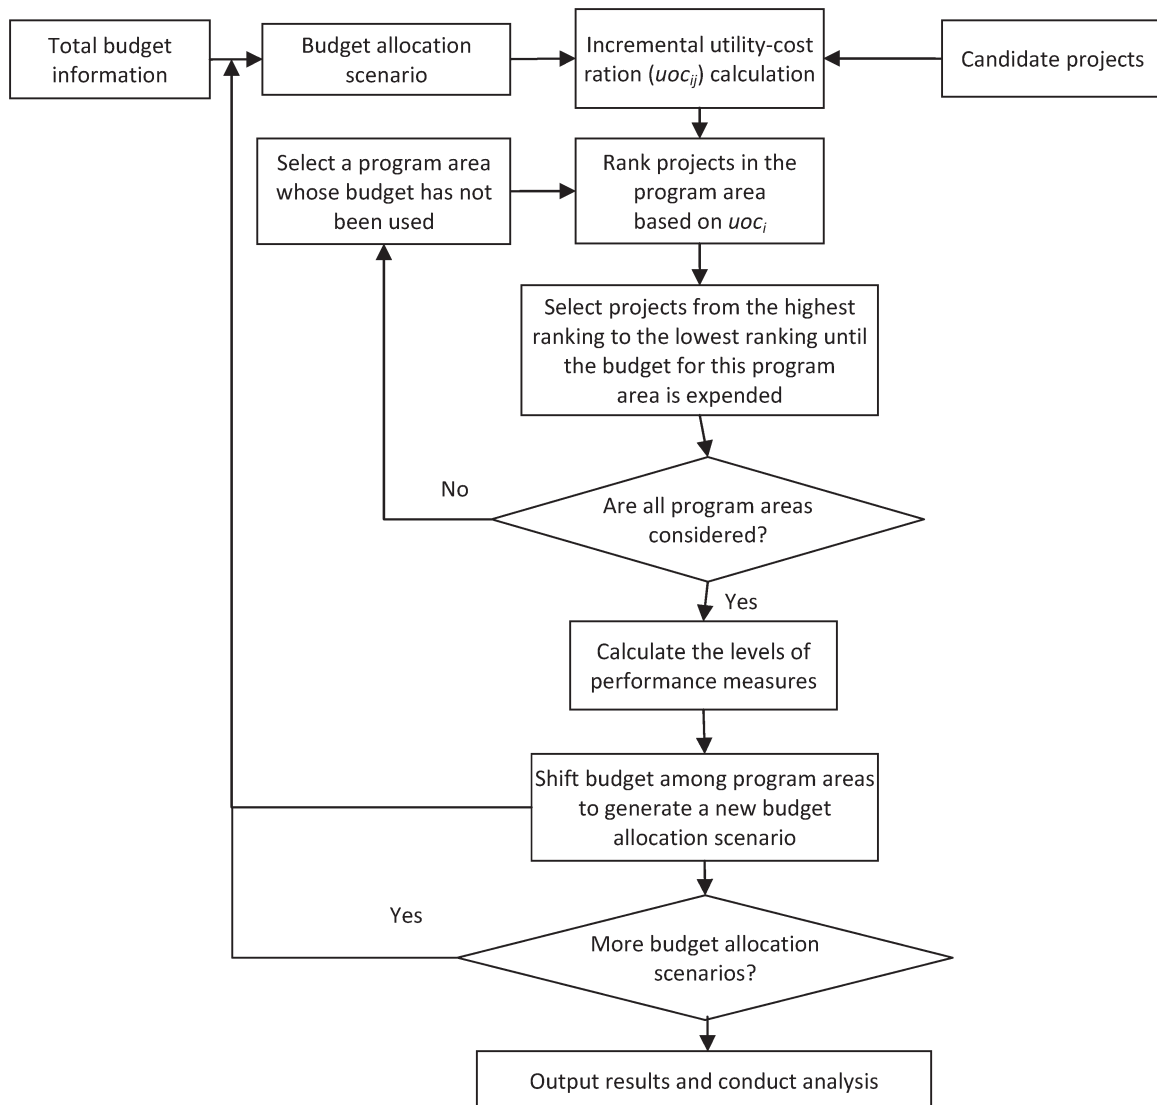 Total budget
information
Budget allocation
scenario
Incremental utility-cost
ration (uocij) calculation
Candidate projects
Select a program area
whose budget has not
been used
Rank projects in the
program area
based on uoci
Select projects from the highest
ranking to the lowest ranking until
the budget for this program
area is expended
No
Are all program areas
considered?
Yes
Calculate the levels of
performance measures
Shift budget among program areas
to generate a new budget
allocation scenario
Yes
More budget allocation
scenarios?
Output results and conduct analysis